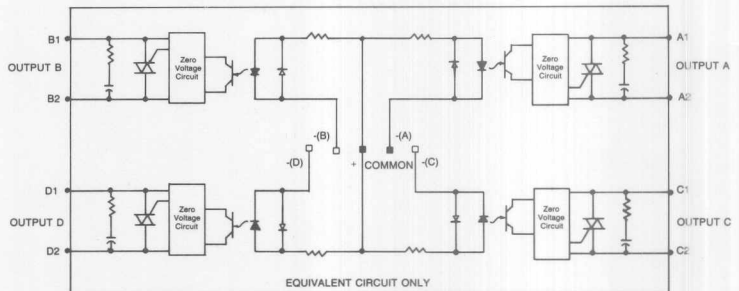 B1
A1
OUTPUT B
Zero Voltage Circuit
Zero Voltage Circuit
OUTPUT A
B2
A2
-(B)
-(A)
-(D)
+ COMMON
-(C)
D1
C1
OUTPUT D
Zero Voltage Circuit
Zero Voltage Circuit
OUTPUT C
D2
C2
EQUIVALENT CIRCUIT ONLY